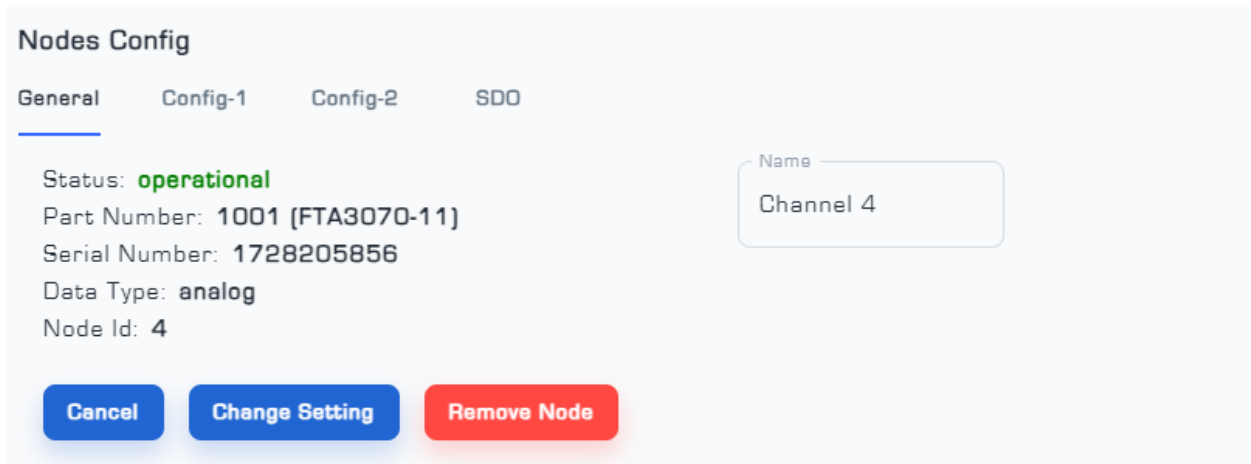 Nodes Config
General Config-1 Config-2 SDO
Name
Channel 4
Status: operational
Part Number: 1001 (FTA3070-11)
Serial Number: 1728205856
Data Type: analog
Node Id: 4
Cancel Change Setting Remove Node